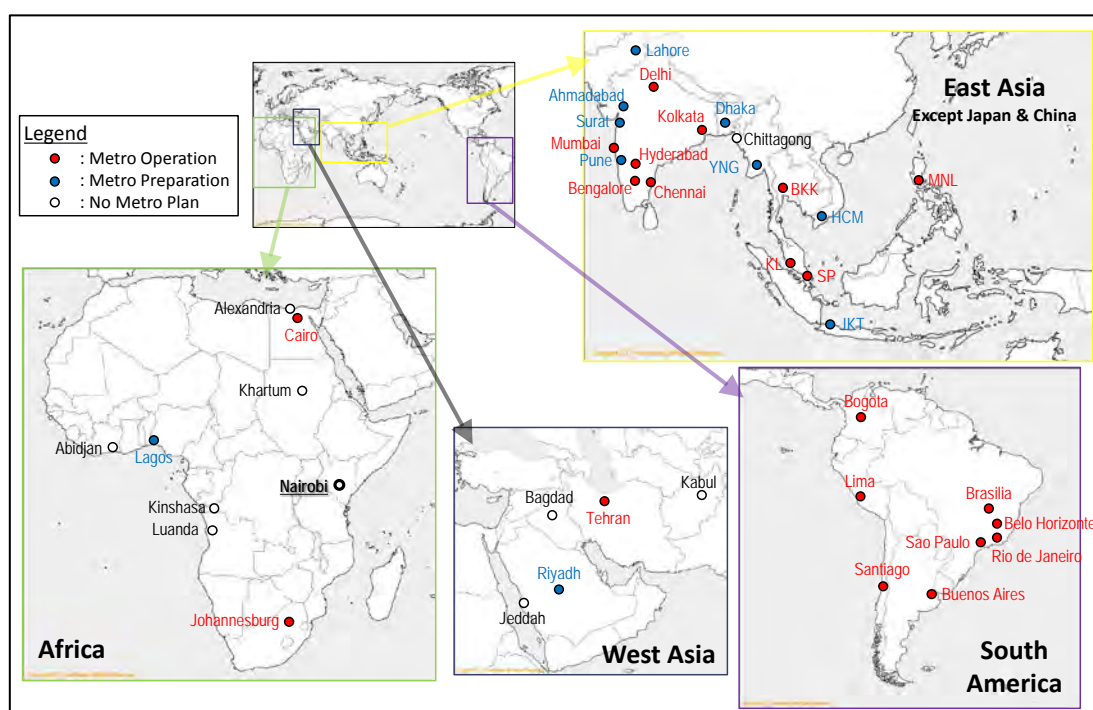 Legend
: Metro Operation
: Metro Preparation
: No Metro Plan
Lahore
Delhi
Ahmadabad
Surat
Kolkata
Dhaka
Chittagong
Mumbai
Pune
Hyderabad
YNG
Bengalore
Chennai
BKK
HCM
MNL
KL
SP
JKT
East Asia
Except Japan & China
Alexandria
Cairo
Khartum
Abidjan
Lagos
Nairobi
Kinshasa
Luanda
Johannesburg
Africa
Kabul
Bagdad
Tehran
Riyadh
Jeddah
West Asia
Bogota
Lima
Brasilia
Belo Horizonte
Sao Paulo
Rio de Janeiro
Santiago
Buenos Aires
South
America